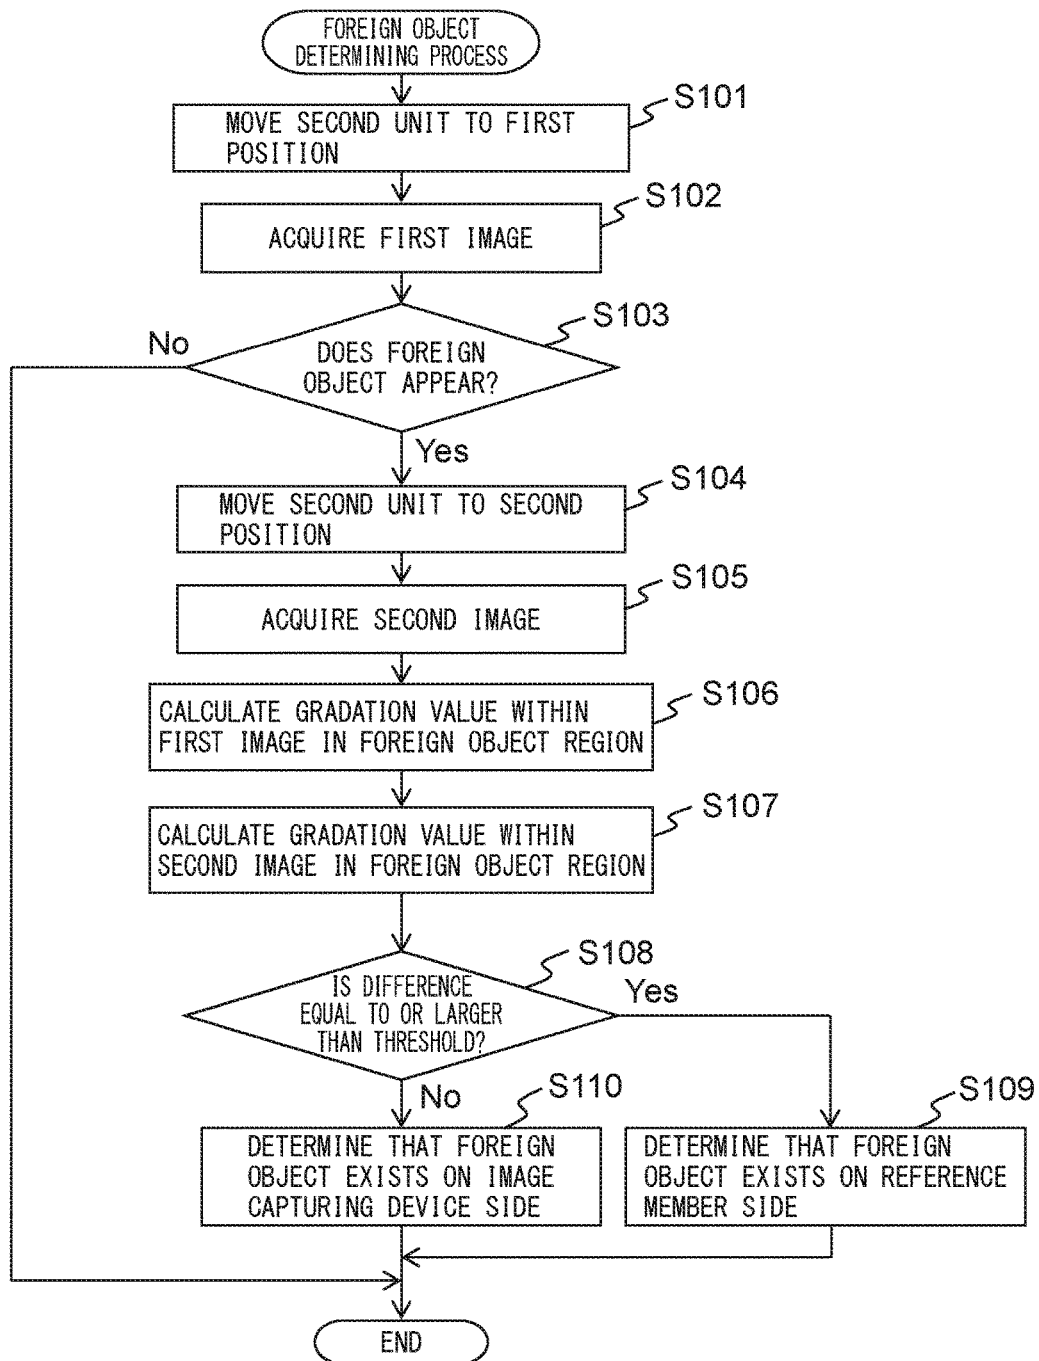 FOREIGN OBJECT
DETERMINING PROCESS
S101
MOVE SECOND UNIT TO FIRST
POSITION
S102
ACQUIRE FIRST IMAGE
S103
No
DOES FOREIGN
OBJECT APPEAR?
Yes
S104
MOVE SECOND UNIT TO SECOND
POSITION
S105
ACQUIRE SECOND IMAGE
S106
CALCULATE GRADATION VALUE WITHIN
FIRST IMAGE IN FOREIGN OBJECT REGION
S107
CALCULATE GRADATION VALUE WITHIN
SECOND IMAGE IN FOREIGN OBJECT REGION
S108
IS DIFFERENCE
EQUAL TO OR LARGER
THAN THRESHOLD?
Yes
No
S110
DETERMINE THAT FOREIGN
OBJECT EXISTS ON IMAGE
CAPTURING DEVICE SIDE
S109
DETERMINE THAT FOREIGN
OBJECT EXISTS ON REFERENCE
MEMBER SIDE
END